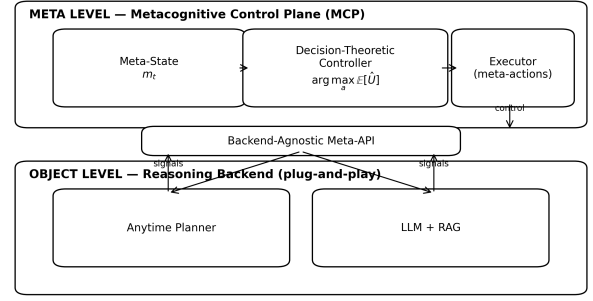 META LEVEL — Metacognitive Control Plane (MCP)
Meta-State
m_t
Decision-Theoretic
Controller
arg max_a 𝔼[Û]
Executor
(meta-actions)
control
Backend-Agnostic Meta-API
signals
signals
OBJECT LEVEL — Reasoning Backend (plug-and-play)
Anytime Planner
LLM + RAG